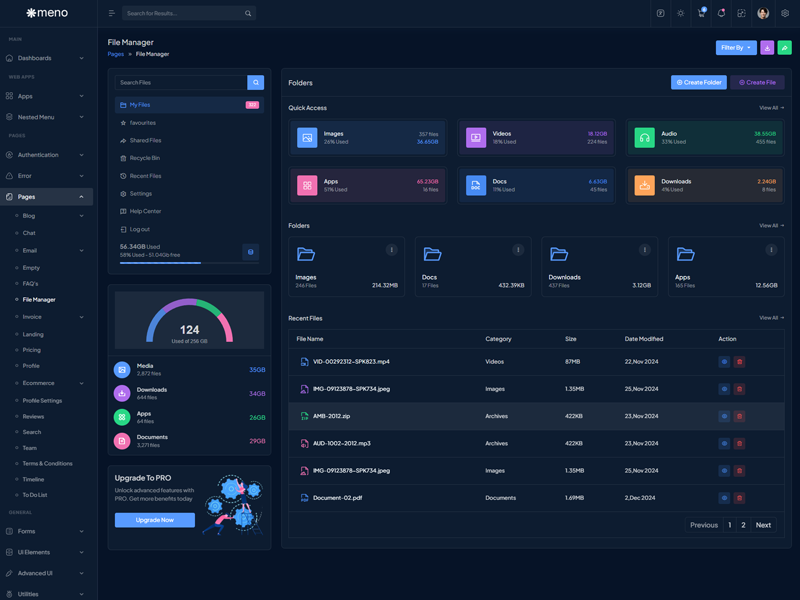 meno
Search for Results...
MAIN
Dashboards
WEB APPS
Apps
Nested Menu
PAGES
Authentication
Error
Pages
Blog
Chat
Email
Empty
FAQ's
File Manager
Invoice
Landing
Pricing
Profile
Ecommerce
Profile Settings
Reviews
Search
Team
Terms & Conditions
Timeline
To Do List
GENERAL
Forms
UI Elements
Advanced UI
Utilities
File Manager
Pages » File Manager
Filter By
Search Files
My Files
favourites
Shared Files
Recycle Bin
Recent Files
Settings
Help Center
Log out
56.34GB Used
58% Used - 51.04Gb free
124
Used of 256 GB
Media 35GB
2,872 files
Downloads 34GB
644 files
Apps 26GB
64 files
Documents 29GB
3,271 files
Upgrade To PRO
Unlock advanced features with
PRO. Get more benefits today
Upgrade Now
Folders
Create Folder
Create File
Quick Access
View All →
Images 357 files
26% Used 36.65GB
Videos 18.12GB
18% Used 224 files
Audio 38.55GB
33% Used 455 files
Apps 65.23GB
51% Used 16 files
Docs 6.63GB
11% Used 45 files
Downloads 2.24GB
4% Used 8 files
Folders
View All →
Images
246 Files 214.32MB
Docs
17 Files 432.39KB
Downloads
437 Files 3.12GB
Apps
165 Files 12.56GB
Recent Files
View All →
File Name Category Size Date Modified Action
VID-00292312-SPK823.mp4 Videos 87MB 22,Nov 2024
IMG-09123878-SPK734.jpeg Images 1.35MB 25,Nov 2024
AMB-2012.zip Archives 422KB 23,Nov 2024
AUD-1002-2012.mp3 Archives 422KB 23,Nov 2024
IMG-09123878-SPK734.jpeg Images 1.35MB 25,Nov 2024
Document-02.pdf Documents 1.69MB 2,Dec 2024
Previous 1 2 Next